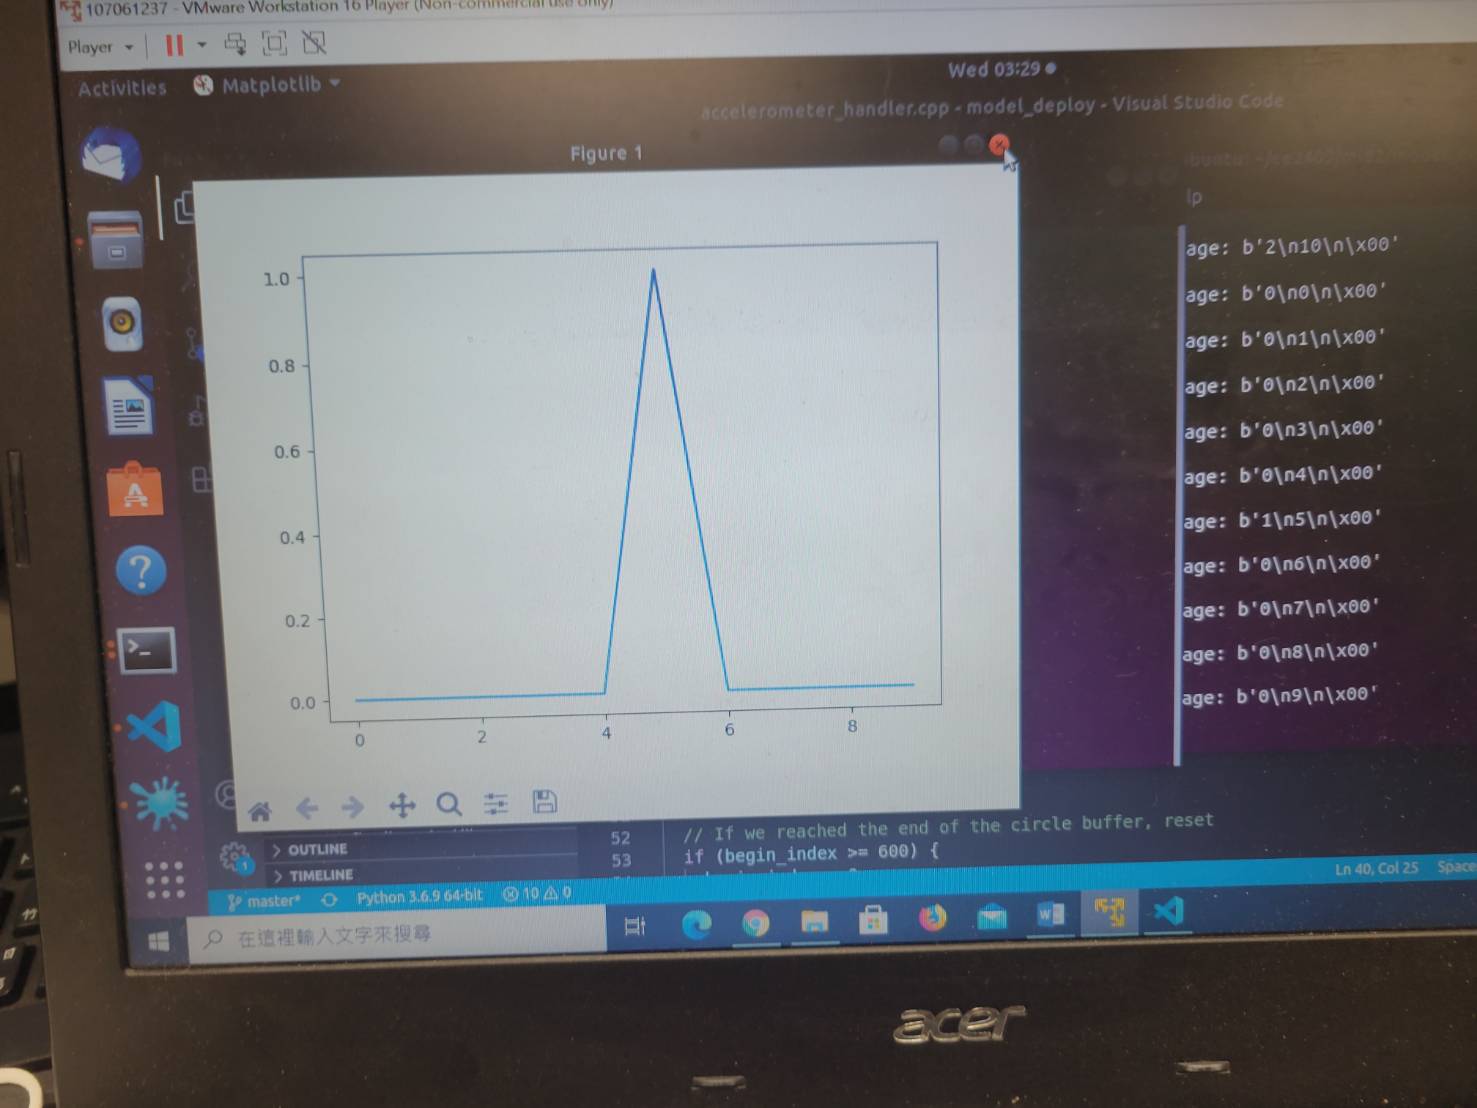 107061237 - VMware Workstation 16 Player (Non-commercial use only)
Player
Activities
Matplotlib
Wed 03:29
accelerometer_handler.cpp - model_deploy - Visual Studio Code
Figure 1
lp
age: b'2\n10\n\x00'
age: b'0\n0\n\x00'
age: b'0\n1\n\x00'
age: b'0\n2\n\x00'
age: b'0\n3\n\x00'
age: b'0\n4\n\x00'
age: b'1\n5\n\x00'
age: b'0\n6\n\x00'
age: b'0\n7\n\x00'
age: b'0\n8\n\x00'
age: b'0\n9\n\x00'
1.0
0.8
0.6
0.4
0.2
0.0
0 2 4 6 8
52 // If we reached the end of the circle buffer, reset
53 if (begin_index >= 600) {
OUTLINE
TIMELINE
1
master* Python 3.6.9 64-bit 10 0 Ln 40, Col 25 Space
在這裡輸入文字來搜尋
acer